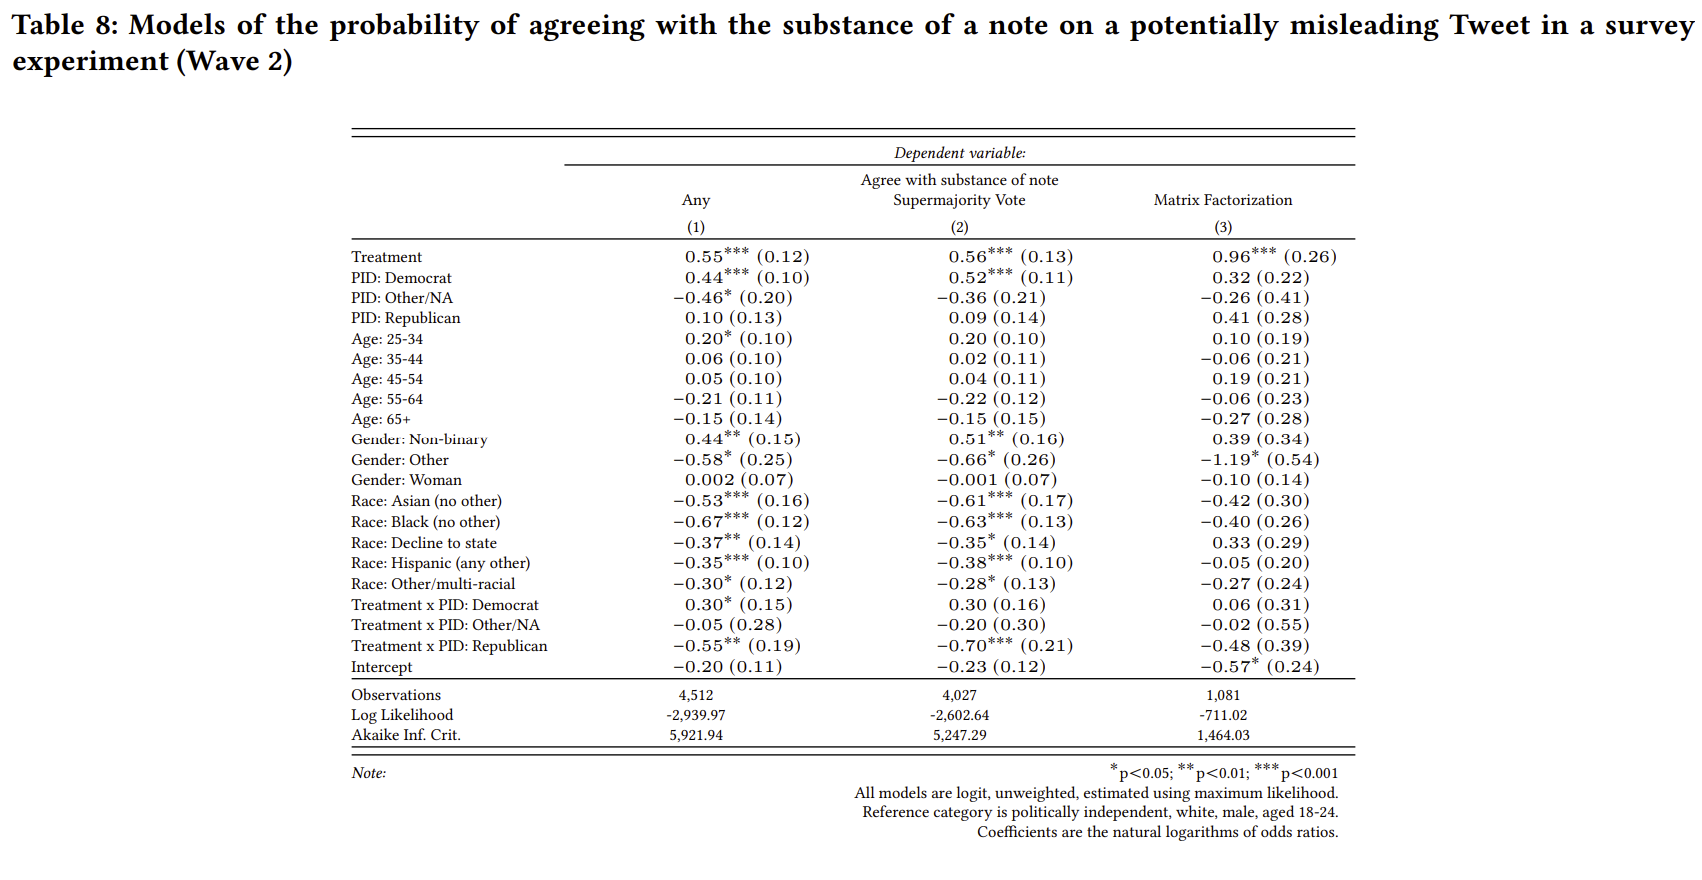 Table 8: Models of the probability of agreeing with the substance of a note on a potentially misleading Tweet in a survey
experiment (Wave 2)
Dependent variable:
Agree with substance of note
Any Supermajority Vote Matrix Factorization
(1) (2) (3)
Treatment 0.55*** (0.12) 0.56*** (0.13) 0.96*** (0.26)
PID: Democrat 0.44*** (0.10) 0.52*** (0.11) 0.32 (0.22)
PID: Other/NA −0.46* (0.20) −0.36 (0.21) −0.26 (0.41)
PID: Republican 0.10 (0.13) 0.09 (0.14) 0.41 (0.28)
Age: 25-34 0.20* (0.10) 0.20 (0.10) 0.10 (0.19)
Age: 35-44 0.06 (0.10) 0.02 (0.11) −0.06 (0.21)
Age: 45-54 0.05 (0.10) 0.04 (0.11) 0.19 (0.21)
Age: 55-64 −0.21 (0.11) −0.22 (0.12) −0.06 (0.23)
Age: 65+ −0.15 (0.14) −0.15 (0.15) −0.27 (0.28)
Gender: Non-binary 0.44** (0.15) 0.51** (0.16) 0.39 (0.34)
Gender: Other −0.58* (0.25) −0.66* (0.26) −1.19* (0.54)
Gender: Woman 0.002 (0.07) −0.001 (0.07) −0.10 (0.14)
Race: Asian (no other) −0.53*** (0.16) −0.61*** (0.17) −0.42 (0.30)
Race: Black (no other) −0.67*** (0.12) −0.63*** (0.13) −0.40 (0.26)
Race: Decline to state −0.37** (0.14) −0.35* (0.14) 0.33 (0.29)
Race: Hispanic (any other) −0.35*** (0.10) −0.38*** (0.10) −0.05 (0.20)
Race: Other/multi-racial −0.30* (0.12) −0.28* (0.13) −0.27 (0.24)
Treatment x PID: Democrat 0.30* (0.15) 0.30 (0.16) 0.06 (0.31)
Treatment x PID: Other/NA −0.05 (0.28) −0.20 (0.30) −0.02 (0.55)
Treatment x PID: Republican −0.55** (0.19) −0.70*** (0.21) −0.48 (0.39)
Intercept −0.20 (0.11) −0.23 (0.12) −0.57* (0.24)
Observations 4,512 4,027 1,081
Log Likelihood -2,939.97 -2,602.64 -711.02
Akaike Inf. Crit. 5,921.94 5,247.29 1,464.03
Note: *p<0.05; **p<0.01; ***p<0.001
All models are logit, unweighted, estimated using maximum likelihood.
Reference category is politically independent, white, male, aged 18-24.
Coefficients are the natural logarithms of odds ratios.